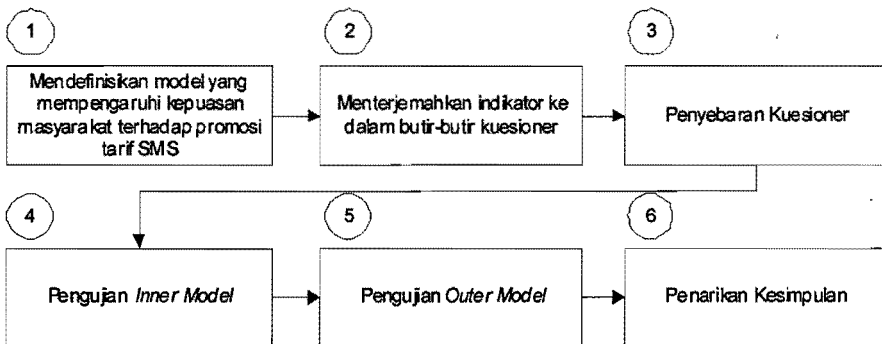 1
Mendefinisikan model yang
mempengaruhi kepuasan
masyarakat terhadap promosi
tarif SMS
2
Menterjemahkan indikator ke
dalam butir-butir kuesioner
3
Penyebaran Kuesioner
4
Pengujian Inner Model
5
Pengujian Outer Model
6
Penarikan Kesimpulan